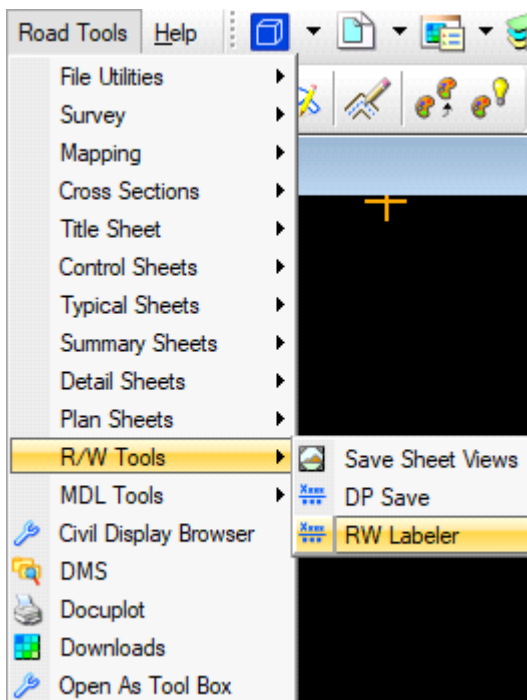 Road Tools Help
File Utilities
Survey
Mapping
Cross Sections
Title Sheet
Control Sheets
Typical Sheets
Summary Sheets
Detail Sheets
Plan Sheets
R/W Tools
Save Sheet Views
MDL Tools
DP Save
Civil Display Browser
RW Labeler
DMS
Docuplot
Downloads
Open As Tool Box